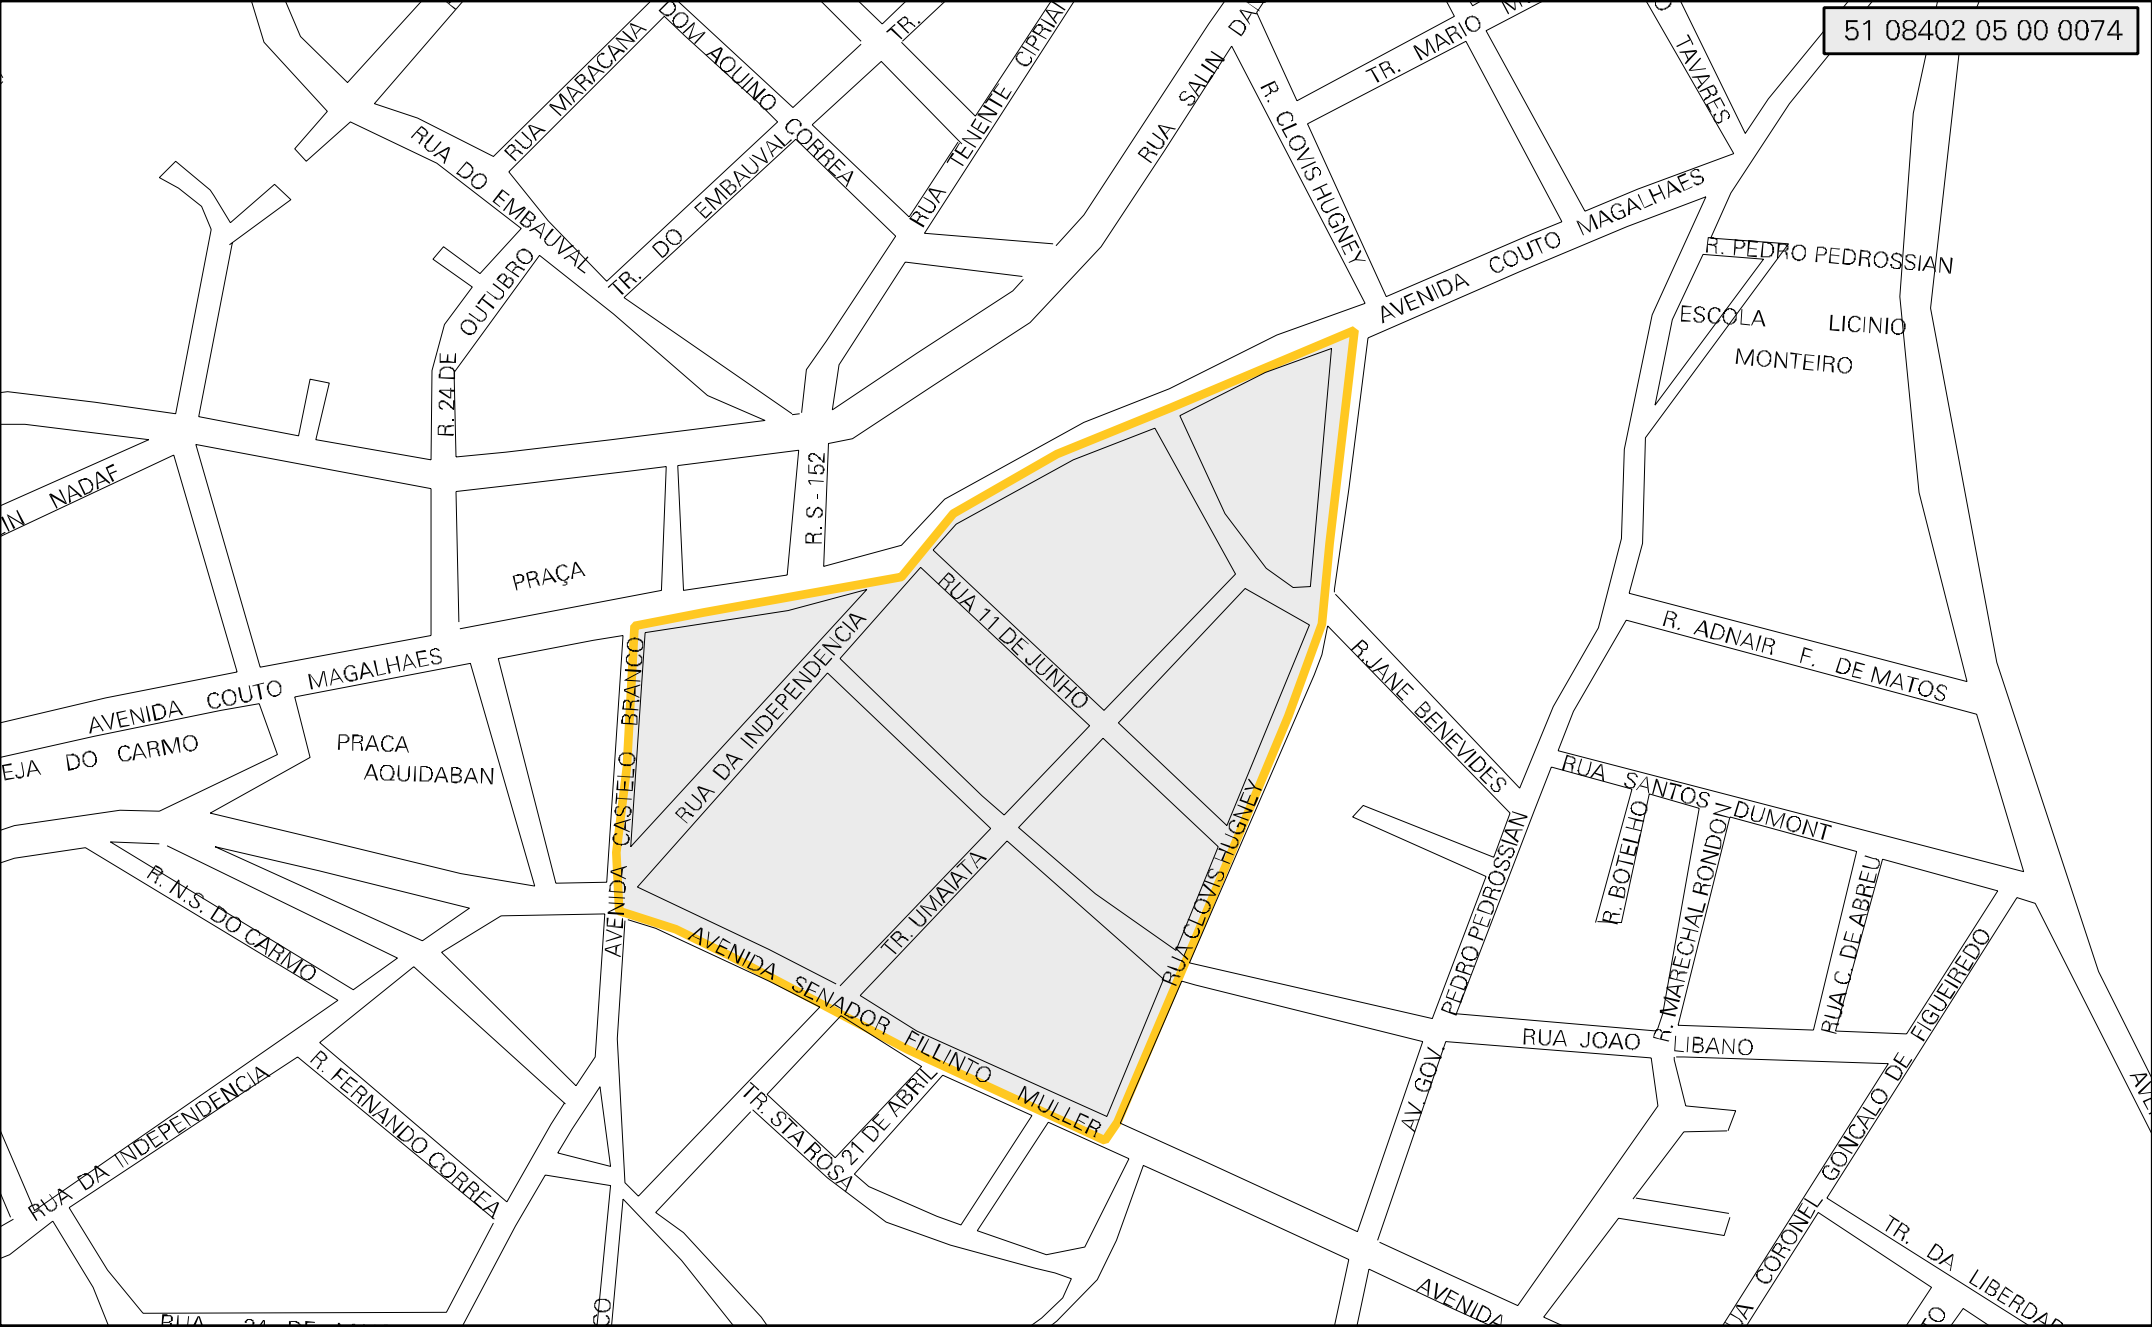 51 08402 05 00 0074
DOM AQUINO CORREA
TR.
RUA MARACANA
RUA TENENTE
RUA SALIN
R. CLOVIS HUGNEY
TR. MARIO
TAVARES
RUA DO EMBAUVAL
TR. DO EMBAUVAL
AVENIDA COUTO MAGALHAES
R. PEDRO PEDROSSIAN
ESCOLA LICINIO
MONTEIRO
R. 24 DE OUTUBRO
NADAF
R. S - 152
PRAÇA
RUA 11 DE JUNHO
RUA DA INDEPENDENCIA
AVENIDA CASTELO BRANCO
AVENIDA COUTO MAGALHAES
DO CARMO
PRACA
AQUIDABAN
R. JANE BENEVIDES
R. ADNAIR F. DE MATOS
RUA SANTOS DUMONT
R. BOTELHO
R. MARECHAL RONDON
RUA C. DE ABREU
PEDRO PEDROSSIAN
RUA CLOVIS HUGNEY
TR. UMAIATA
AVENIDA SENADOR FILLINTO MULLER
R. N.S. DO CARMO
RUA JOAO LIBANO
AV. GOV
CORONEL GONCALO DE FIGUEIREDO
R. FERNANDO CORREA
RUA DA INDEPENDENCIA
TR. STA ROSA
21 DE ABRIL
TR. DA LIBERDA
AVENIDA